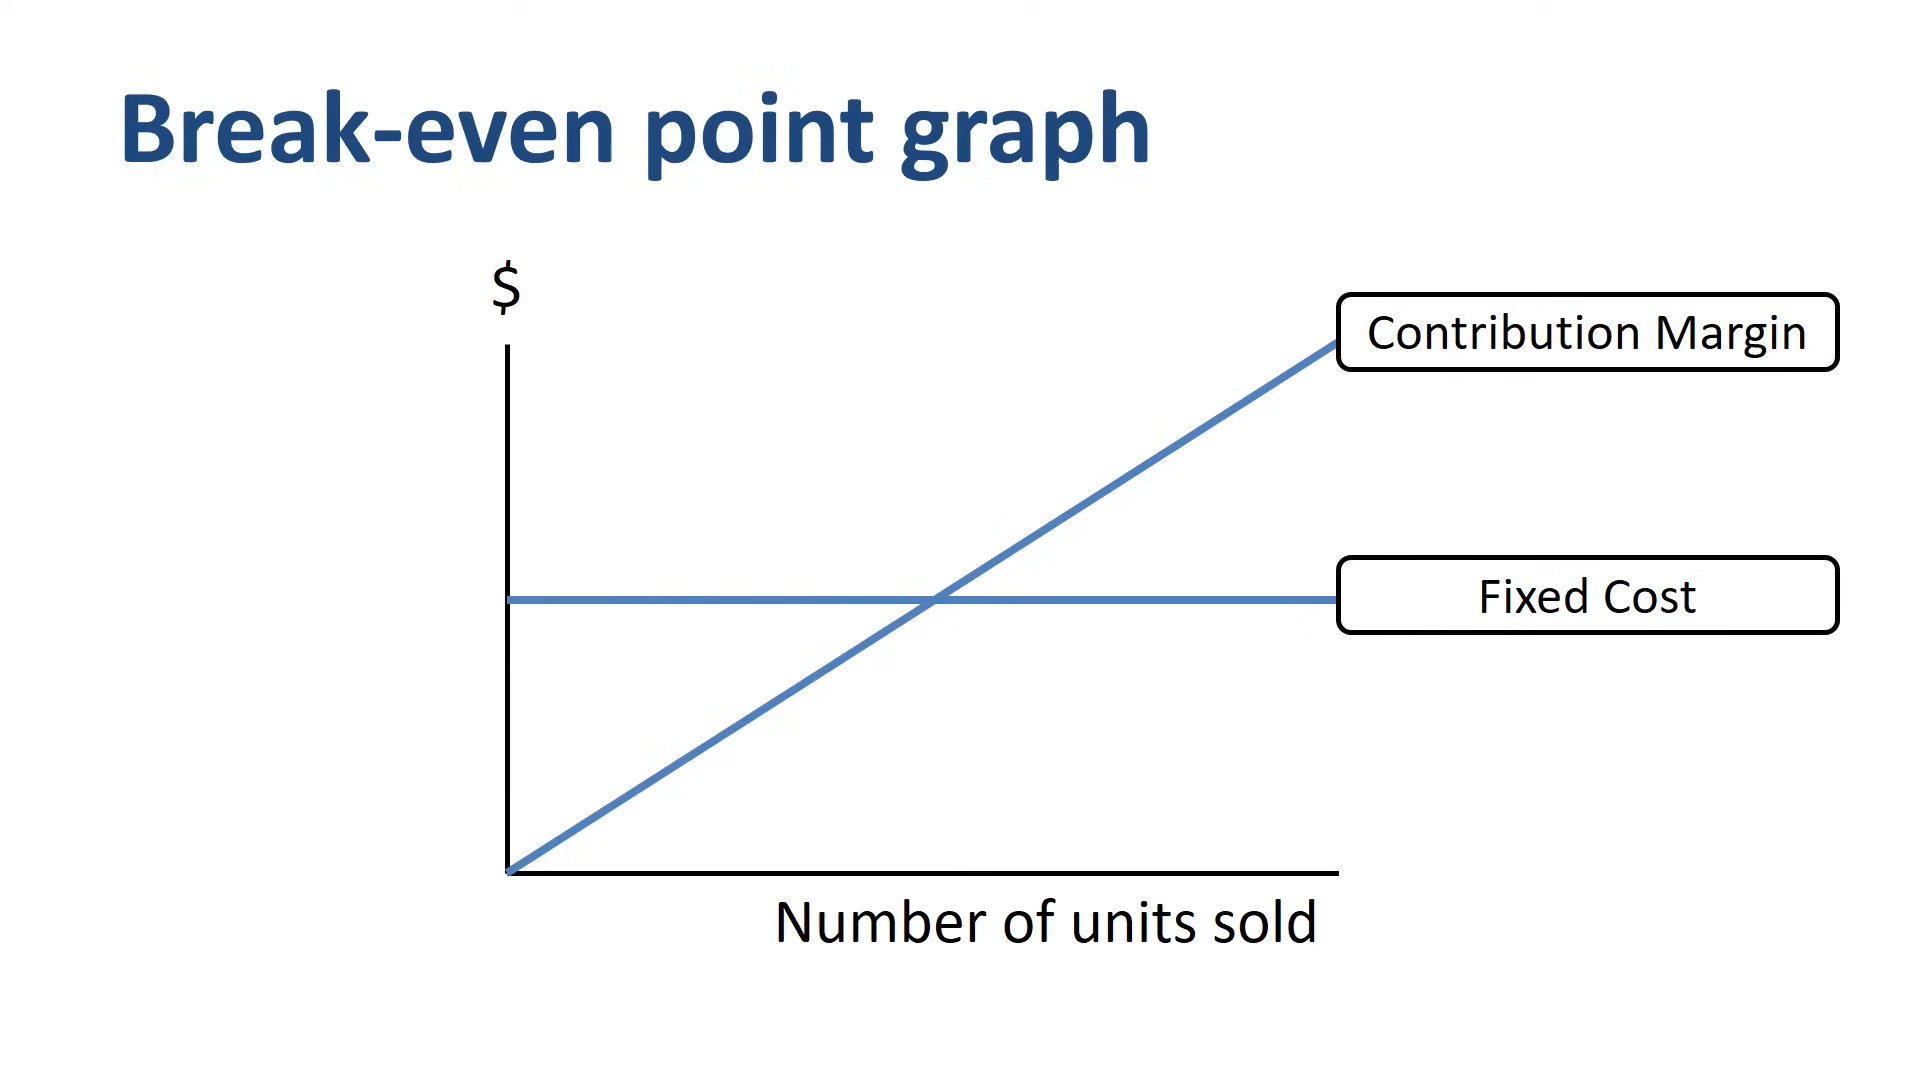 Break-even point graph
$
Contribution Margin
Fixed Cost
Number of units sold